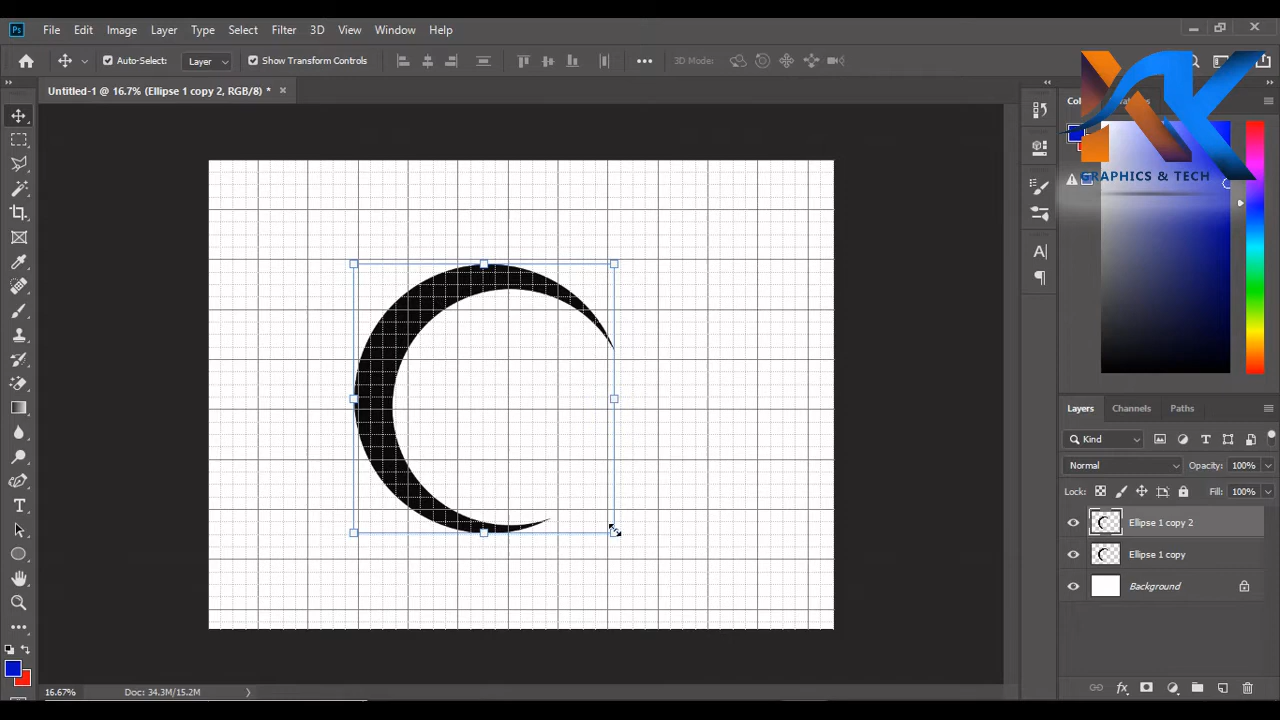 Ps File Edit Image Layer Type Select Filter 3D View Window Help
Auto-Select: Layer Show Transform Controls 3D Mode:
Untitled-1 @ 16.7% (Ellipse 1 copy 2, RGB/8) *
GRAPHICS & TECH
Layers Channels Paths
Kind
Normal Opacity: 100%
Lock: Fill: 100%
Ellipse 1 copy 2
Ellipse 1 copy
Background
16.67% Doc: 34.3M/15.2M